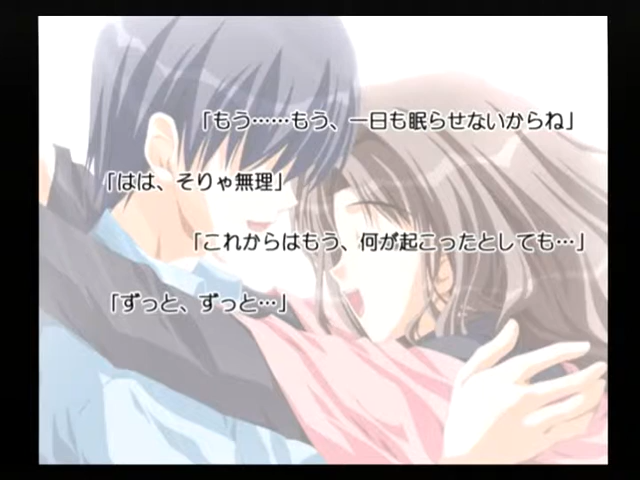 「もう……もう、一日も眠らせないからね」
「はは、そりゃ無理」
「これからはもう、何が起こったとしても…」
「ずっと、ずっと…」